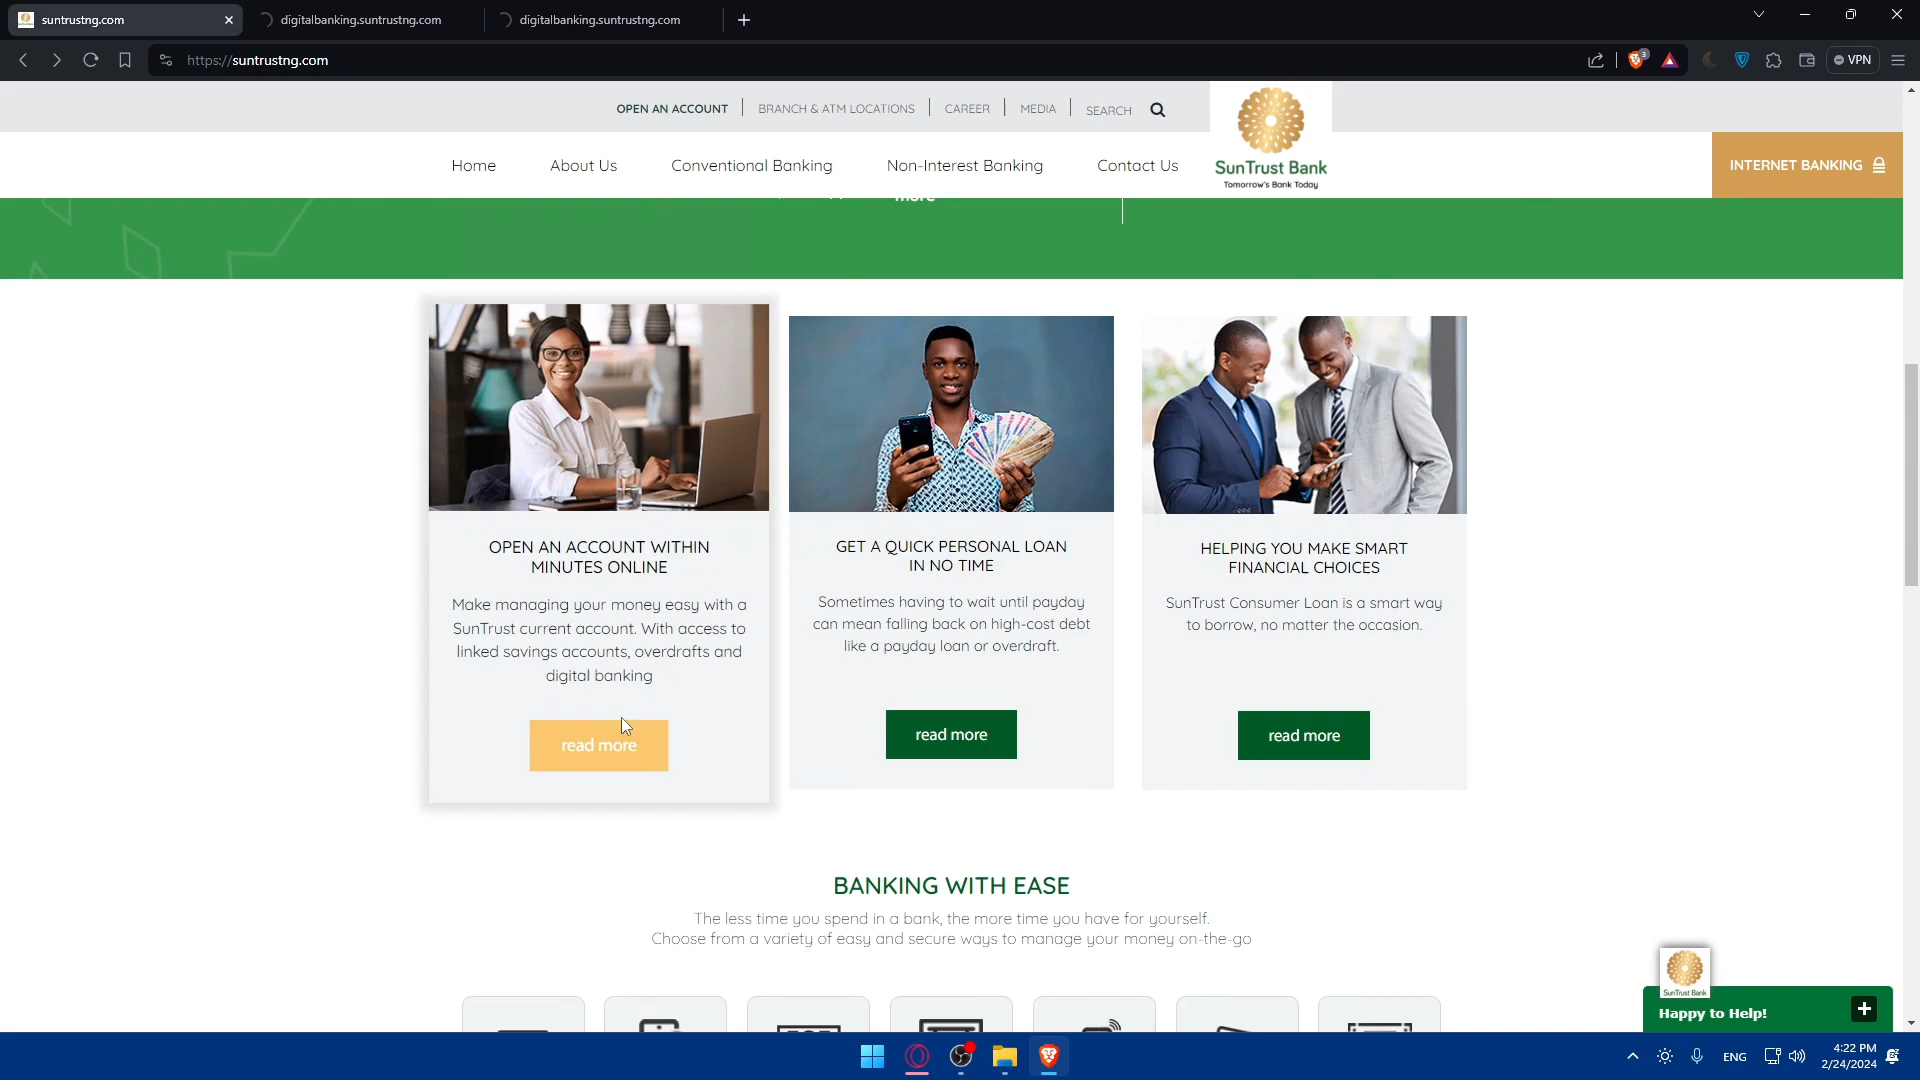 suntrustng.com
digitalbanking.suntrustng.com
digitalbanking.suntrustng.com
https://suntrustng.com
3
VPN
OPEN AN ACCOUNT
BRANCH & ATM LOCATIONS
CAREER
MEDIA
SEARCH
Home
About Us
Conventional Banking
Non-Interest Banking
Contact Us
SunTrust Bank
Tomorrow's Bank Today
INTERNET BANKING
more
OPEN AN ACCOUNT WITHIN
MINUTES ONLINE
Make managing your money easy with a
SunTrust current account. With access to
linked savings accounts, overdrafts and
digital banking
read more
GET A QUICK PERSONAL LOAN
IN NO TIME
Sometimes having to wait until payday
can mean falling back on high-cost debt
like a payday loan or overdraft.
read more
HELPING YOU MAKE SMART
FINANCIAL CHOICES
SunTrust Consumer Loan is a smart way
to borrow, no matter the occasion.
read more
BANKING WITH EASE
The less time you spend in a bank, the more time you have for yourself.
Choose from a variety of easy and secure ways to manage your money on-the-go
SunTrust Bank
Happy to Help!
ENG
4:22 PM
2/24/2024